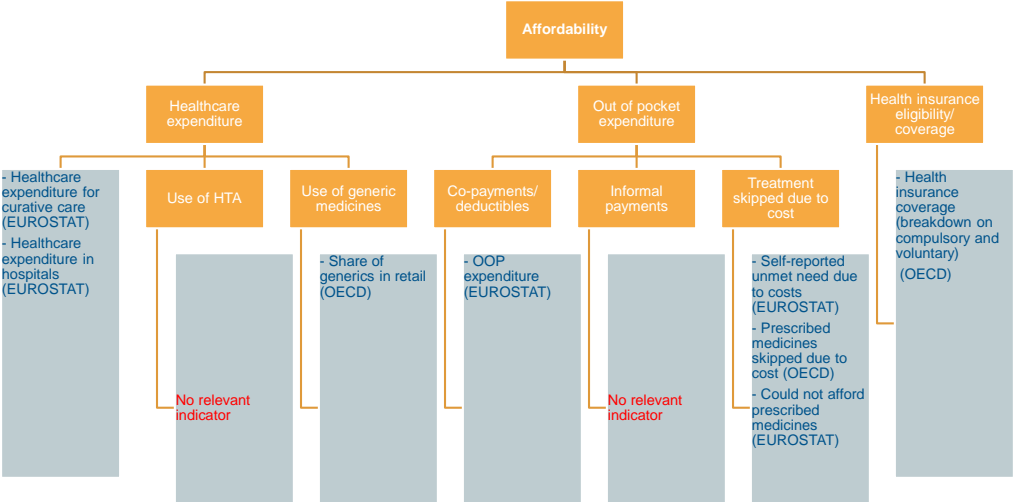 Affordability
Healthcare
expenditure
Out of pocket
expenditure
Health insurance
eligibility/
coverage
- Healthcare
expenditure for
curative care
(EUROSTAT)
- Healthcare
expenditure in
hospitals
(EUROSTAT)
Use of HTA
Use of generic
medicines
Co-payments/
deductibles
Informal
payments
Treatment
skipped due to
cost
- Health
insurance
coverage
(breakdown on
compulsory and
voluntary)
(OECD)
No relevant
indicator
- Share of
generics in retail
(OECD)
- OOP
expenditure
(EUROSTAT)
No relevant
indicator
- Self-reported
unmet need due
to costs
(EUROSTAT)
- Prescribed
medicines
skipped due to
cost (OECD)
- Could not afford
prescribed
medicines
(EUROSTAT)